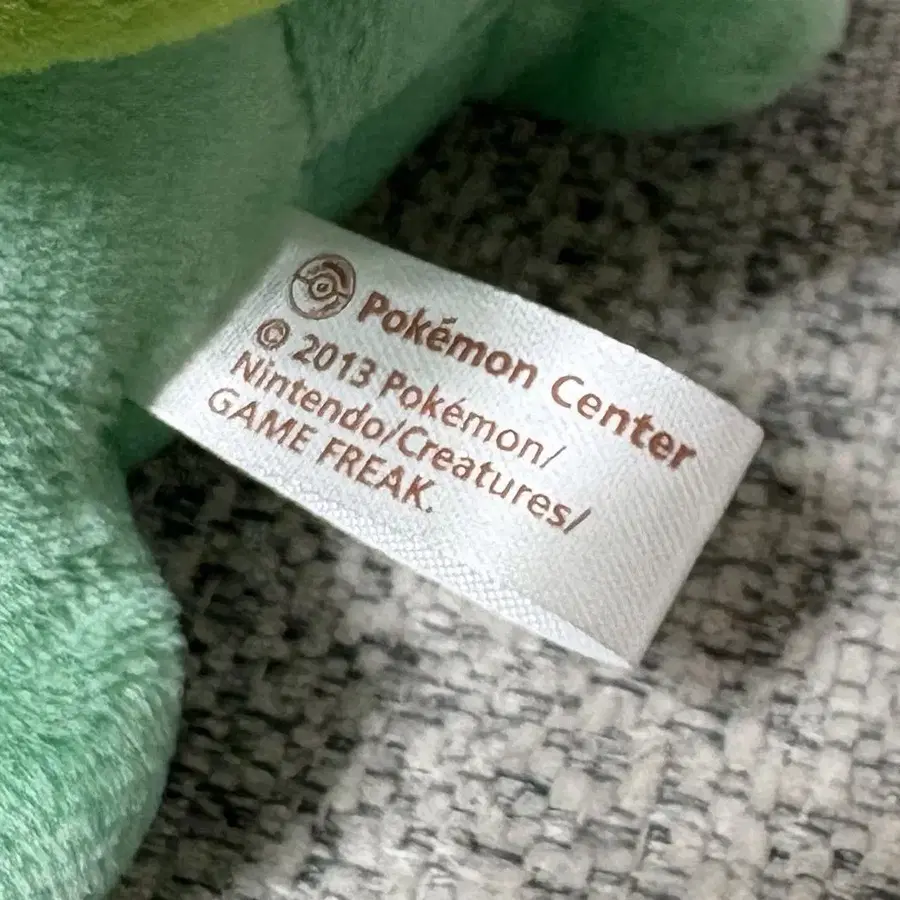 Pokémon Center
© 2013 Pokémon/
Nintendo/Creatures/
GAME FREAK.